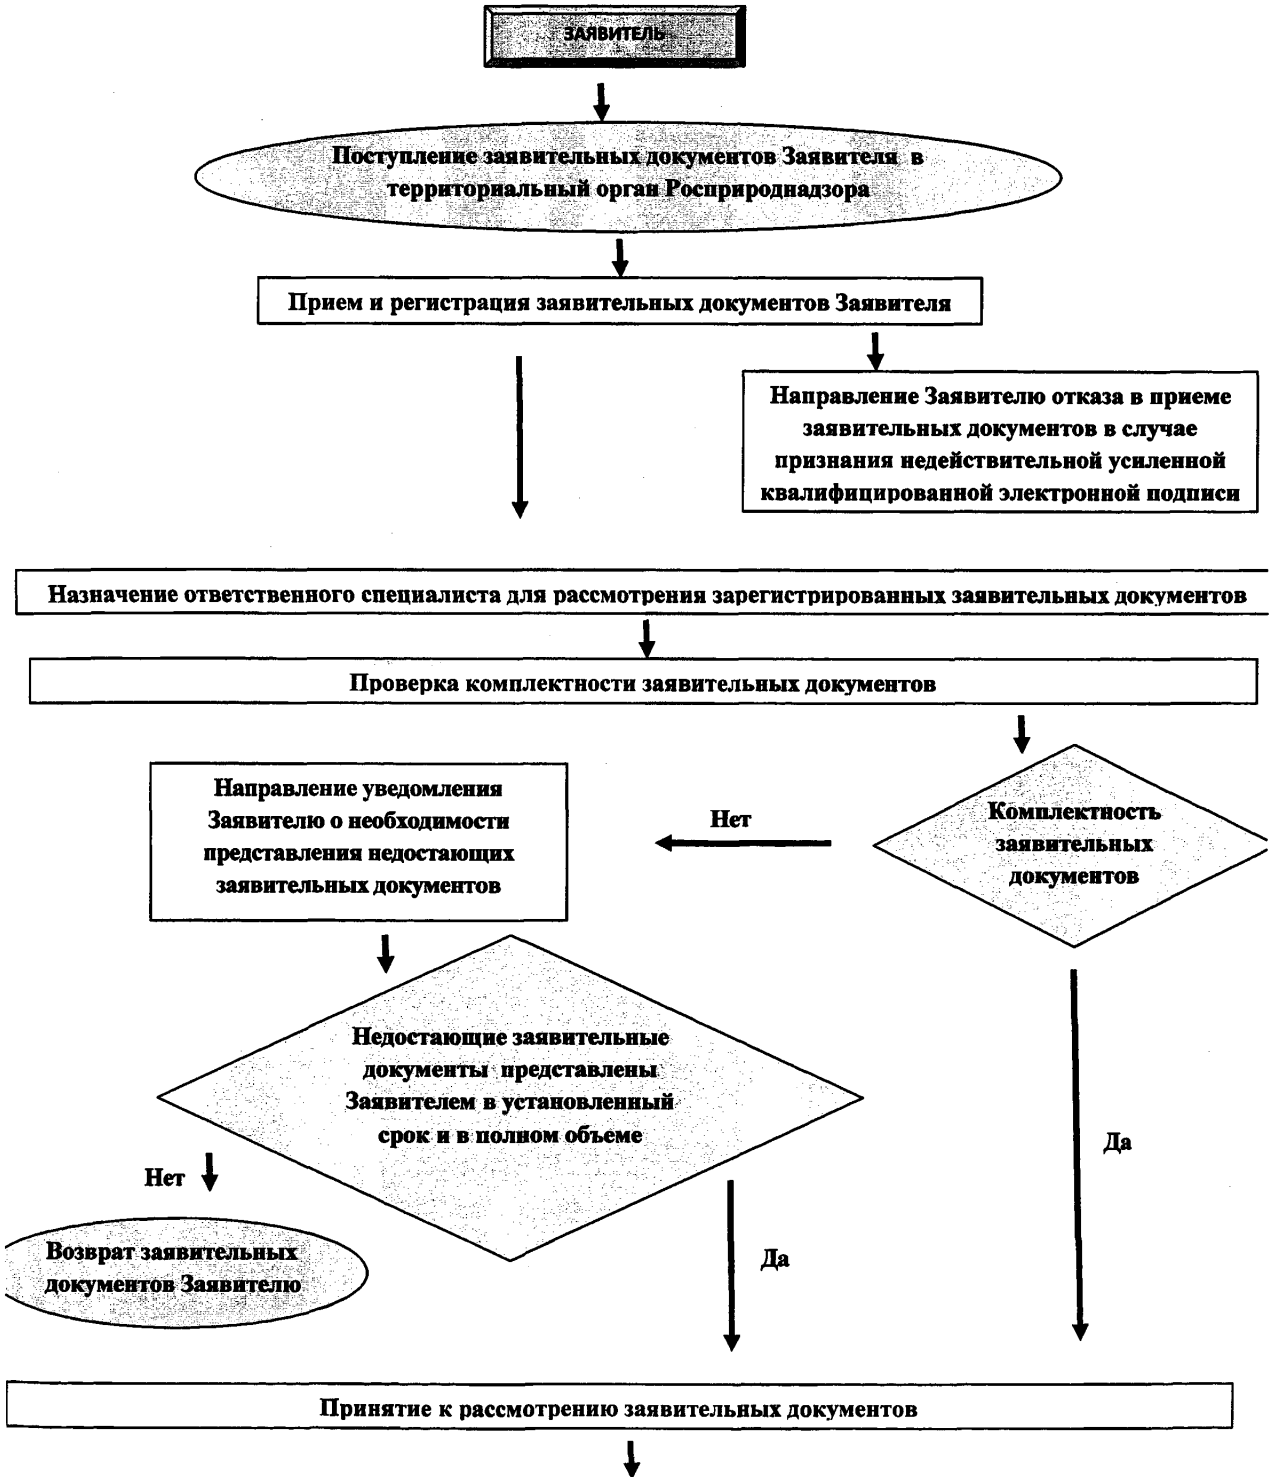 ЗАЯВИТЕЛЬ
Поступление заявительных документов Заявителя в
территориальный орган Росприроднадзора
Прием и регистрация заявительных документов Заявителя
Направление Заявителю отказа в приеме
заявительных документов в случае
признания недействительной усиленной
квалифицированной электронной подписи
Назначение ответственного специалиста для рассмотрения зарегистрированных заявительных документов
Проверка комплектности заявительных документов
Направление уведомления
Заявителю о необходимости
представления недостающих
заявительных документов
Нет
Комплектность
заявительных
документов
Недостающие заявительные
документы представлены
Заявителем в установленный
срок и в полном объеме
Да
Нет
Возврат заявительных
документов Заявителю
Да
Принятие к рассмотрению заявительных документов